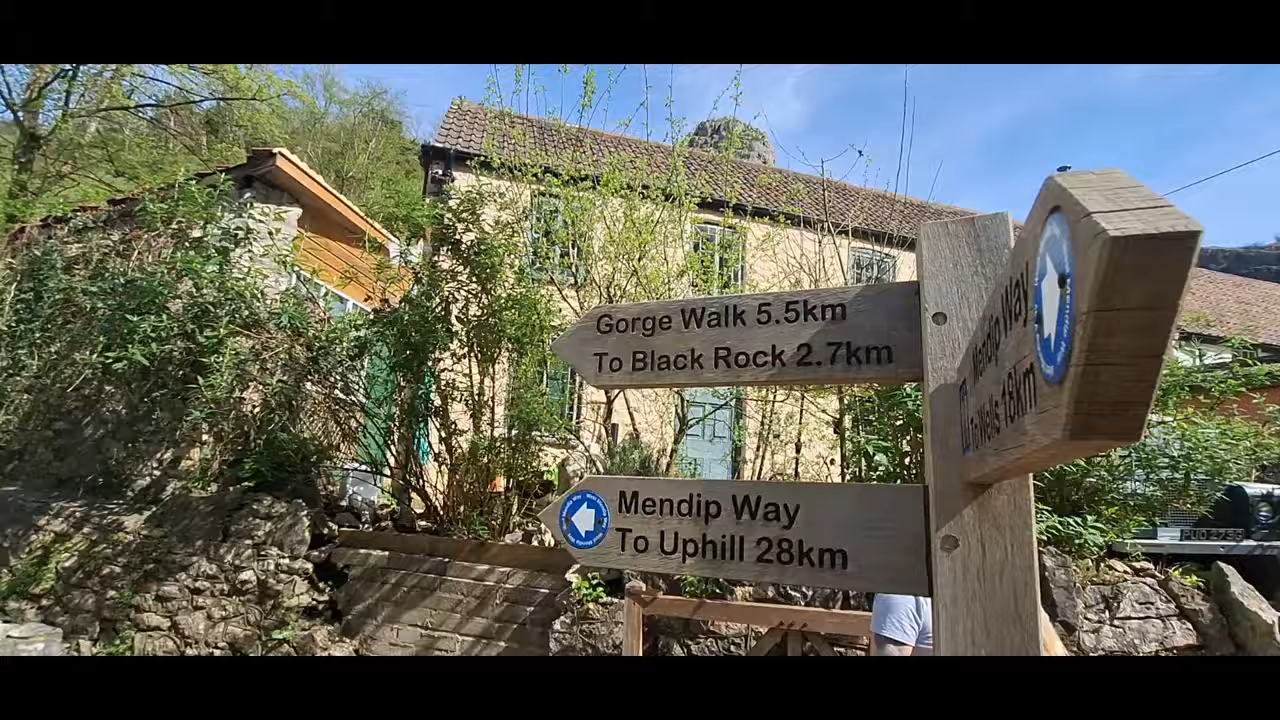 Gorge Walk 5.5km
To Black Rock 2.7km
Mendip Way
To Wells 18km
Mendip Way
To Uphill 28km